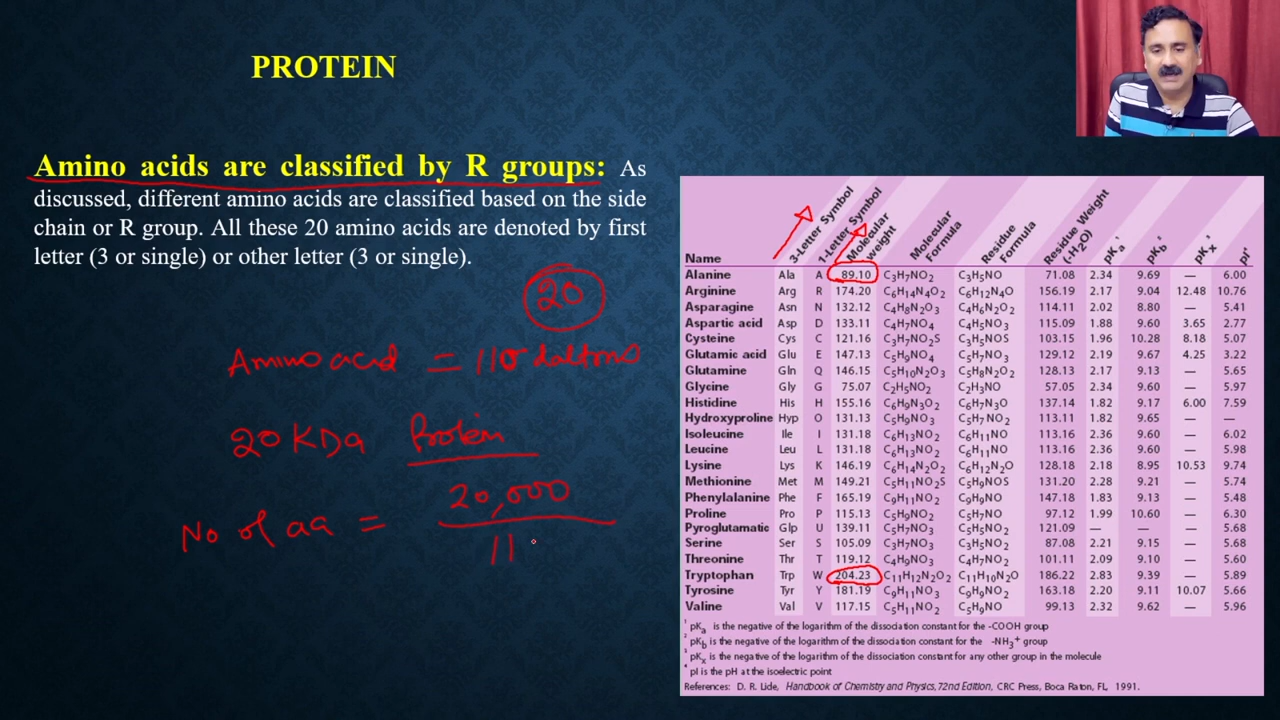 PROTEIN
Amino acids are classified by R groups: As
discussed, different amino acids are classified based on the side
chain or R group. All these 20 amino acids are denoted by first
letter (3 or single) or other letter (3 or single).
20
Amino acid = 110 daltons
20 KDa Protein
No of aa = 20,000
11
Name 3-Letter Symbol 1-Letter Symbol Molecular weight Molecular Formula Residue Formula Residue Weight (-H₂O) pKa¹ pKb² pKx³ pI⁴
Alanine Ala A 89.10 C₃H₇NO₂ C₃H₅NO 71.08 2.34 9.69 — 6.00
Arginine Arg R 174.20 C₆H₁₄N₄O₂ C₆H₁₂N₄O 156.19 2.17 9.04 12.48 10.76
Asparagine Asn N 132.12 C₄H₈N₂O₃ C₄H₆N₂O₂ 114.11 2.02 8.80 — 5.41
Aspartic acid Asp D 133.11 C₄H₇NO₄ C₄H₅NO₃ 115.09 1.88 9.60 3.65 2.77
Cysteine Cys C 121.16 C₃H₇NO₂S C₃H₅NOS 103.15 1.96 10.28 8.18 5.07
Glutamic acid Glu E 147.13 C₅H₉NO₄ C₅H₇NO₃ 129.12 2.19 9.67 4.25 3.22
Glutamine Gln Q 146.15 C₅H₁₀N₂O₃ C₅H₈N₂O₂ 128.13 2.17 9.13 — 5.65
Glycine Gly G 75.07 C₂H₅NO₂ C₂H₃NO 57.05 2.34 9.60 — 5.97
Histidine His H 155.16 C₆H₉N₃O₂ C₆H₇N₃O 137.14 1.82 9.17 6.00 7.59
Hydroxyproline Hyp O 131.13 C₅H₉NO₃ C₅H₇NO₂ 113.11 1.82 9.65 — —
Isoleucine Ile I 131.18 C₆H₁₃NO₂ C₆H₁₁NO 113.16 2.36 9.60 — 6.02
Leucine Leu L 131.18 C₆H₁₃NO₂ C₆H₁₁NO 113.16 2.36 9.60 — 5.98
Lysine Lys K 146.19 C₆H₁₄N₂O₂ C₆H₁₂N₂O 128.18 2.18 8.95 10.53 9.74
Methionine Met M 149.21 C₅H₁₁NO₂S C₅H₉NOS 131.20 2.28 9.21 — 5.74
Phenylalanine Phe F 165.19 C₉H₁₁NO₂ C₉H₉NO 147.18 1.83 9.13 — 5.48
Proline Pro P 115.13 C₅H₉NO₂ C₅H₇NO 97.12 1.99 10.60 — 6.30
Pyroglutamatic Glp U 139.11 C₅H₇NO₃ C₅H₅NO₂ 121.09 — — — 5.68
Serine Ser S 105.09 C₃H₇NO₃ C₃H₅NO₂ 87.08 2.21 9.15 — 5.68
Threonine Thr T 119.12 C₄H₉NO₃ C₄H₇NO₂ 101.11 2.09 9.10 — 5.60
Tryptophan Trp W 204.23 C₁₁H₁₂N₂O₂ C₁₁H₁₀N₂O 186.22 2.83 9.39 — 5.89
Tyrosine Tyr Y 181.19 C₉H₁₁NO₃ C₉H₉NO₂ 163.18 2.20 9.11 10.07 5.66
Valine Val V 117.15 C₅H₁₁NO₂ C₅H₉NO 99.13 2.32 9.62 — 5.96
¹ pKa is the negative of the logarithm of the dissociation constant for the -COOH group
² pKb is the negative of the logarithm of the dissociation constant for the -NH₃⁺ group
³ pKx is the negative of the logarithm of the dissociation constant for any other group in the molecule
⁴ pI is the pH at the isoelectric point
References: D. R. Lide, Handbook of Chemistry and Physics, 72nd Edition, CRC Press, Boca Raton, FL, 1991.